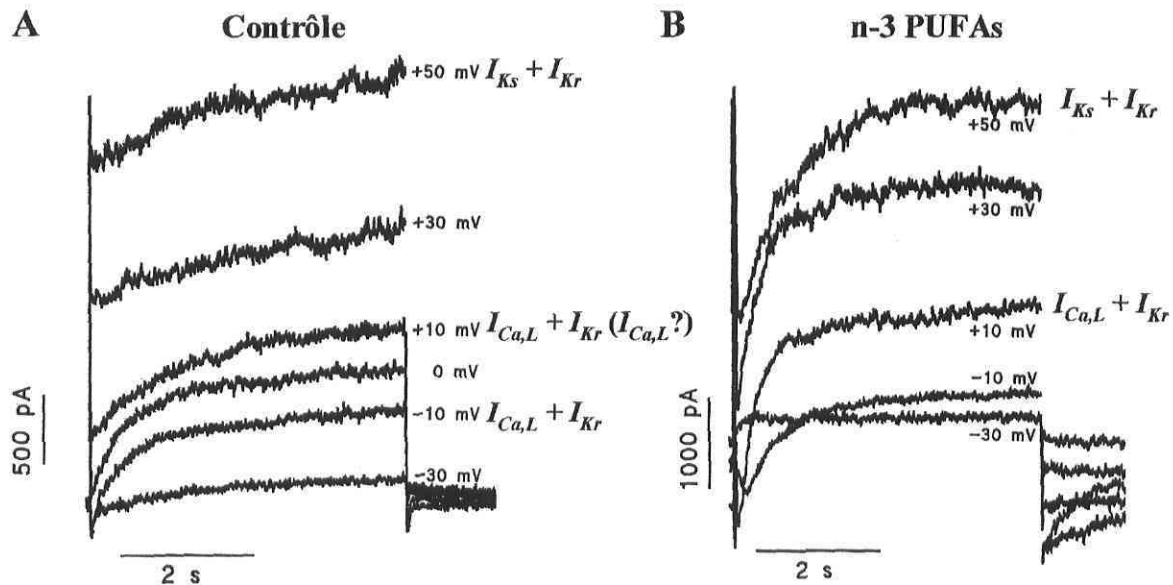 A
Contrôle
+50 mV I_Ks + I_Kr
+30 mV
+10 mV I_Ca,L + I_Kr (I_Ca,L?)
0 mV
-10 mV I_Ca,L + I_Kr
-30 mV
500 pA
2 s
B
n-3 PUFAs
I_Ks + I_Kr
+50 mV
+30 mV
I_Ca,L + I_Kr
+10 mV
-10 mV
-30 mV
1000 pA
2 s